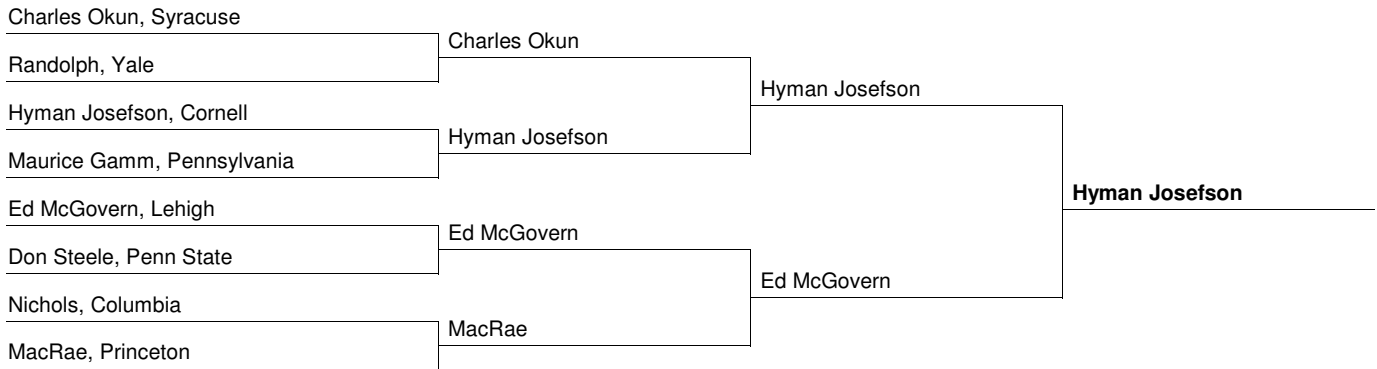 Charles Okun, Syracuse
Randolph, Yale
Hyman Josefson, Cornell
Maurice Gamm, Pennsylvania
Ed McGovern, Lehigh
Don Steele, Penn State
Nichols, Columbia
MacRae, Princeton
Charles Okun
Hyman Josefson
Ed McGovern
MacRae
Hyman Josefson
Ed McGovern
Hyman Josefson